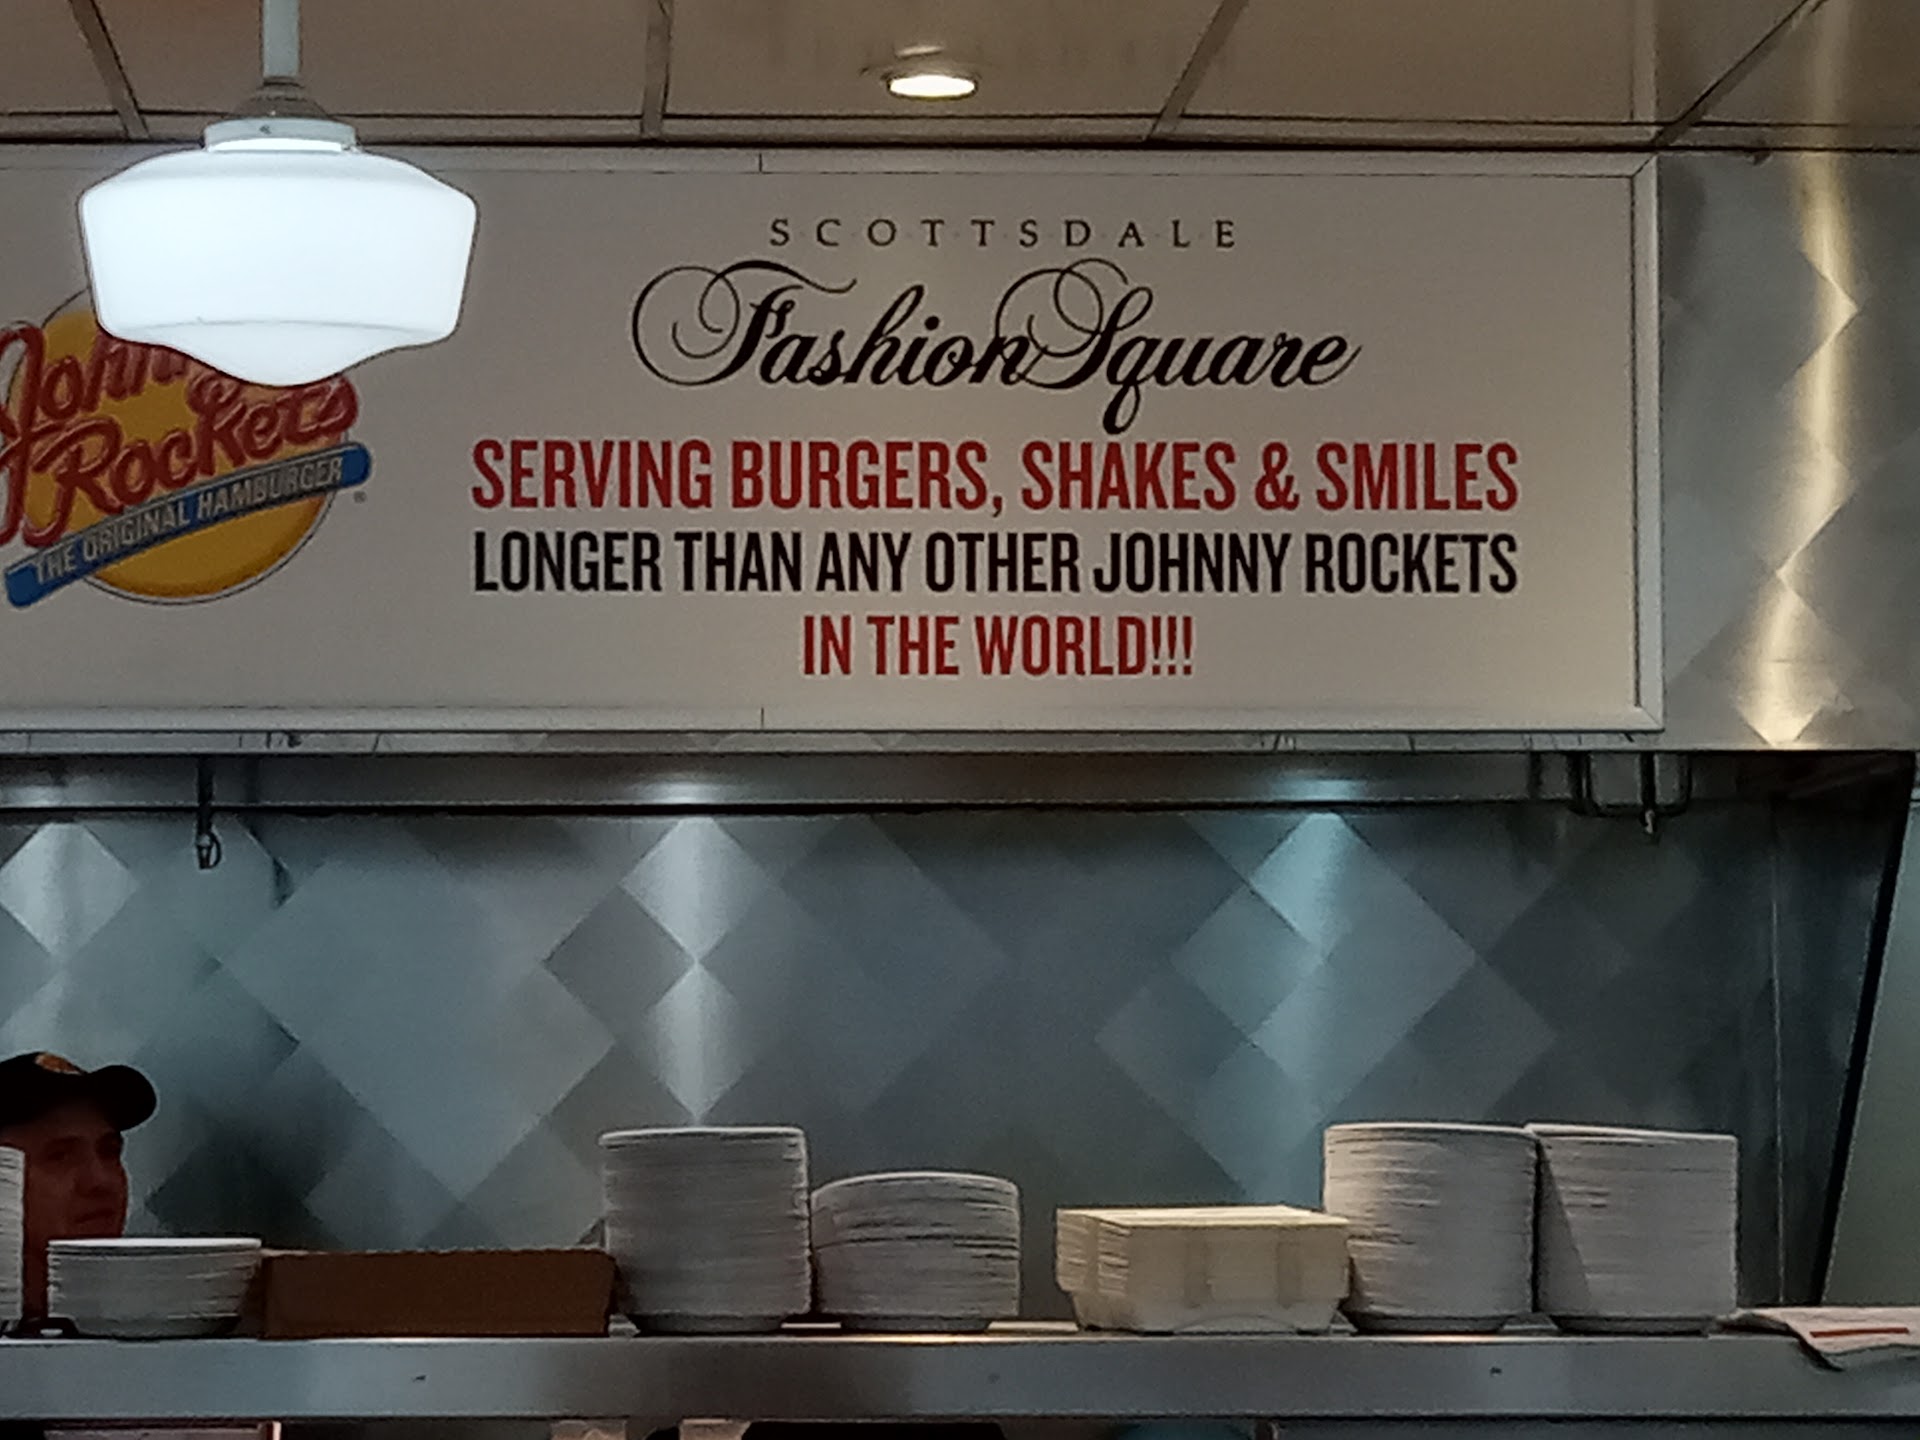 SCOTTSDALE
Fashion Square
SERVING BURGERS, SHAKES & SMILES
LONGER THAN ANY OTHER JOHNNY ROCKETS
IN THE WORLD!!!
Rockets
THE ORIGINAL HAMBURGER
®